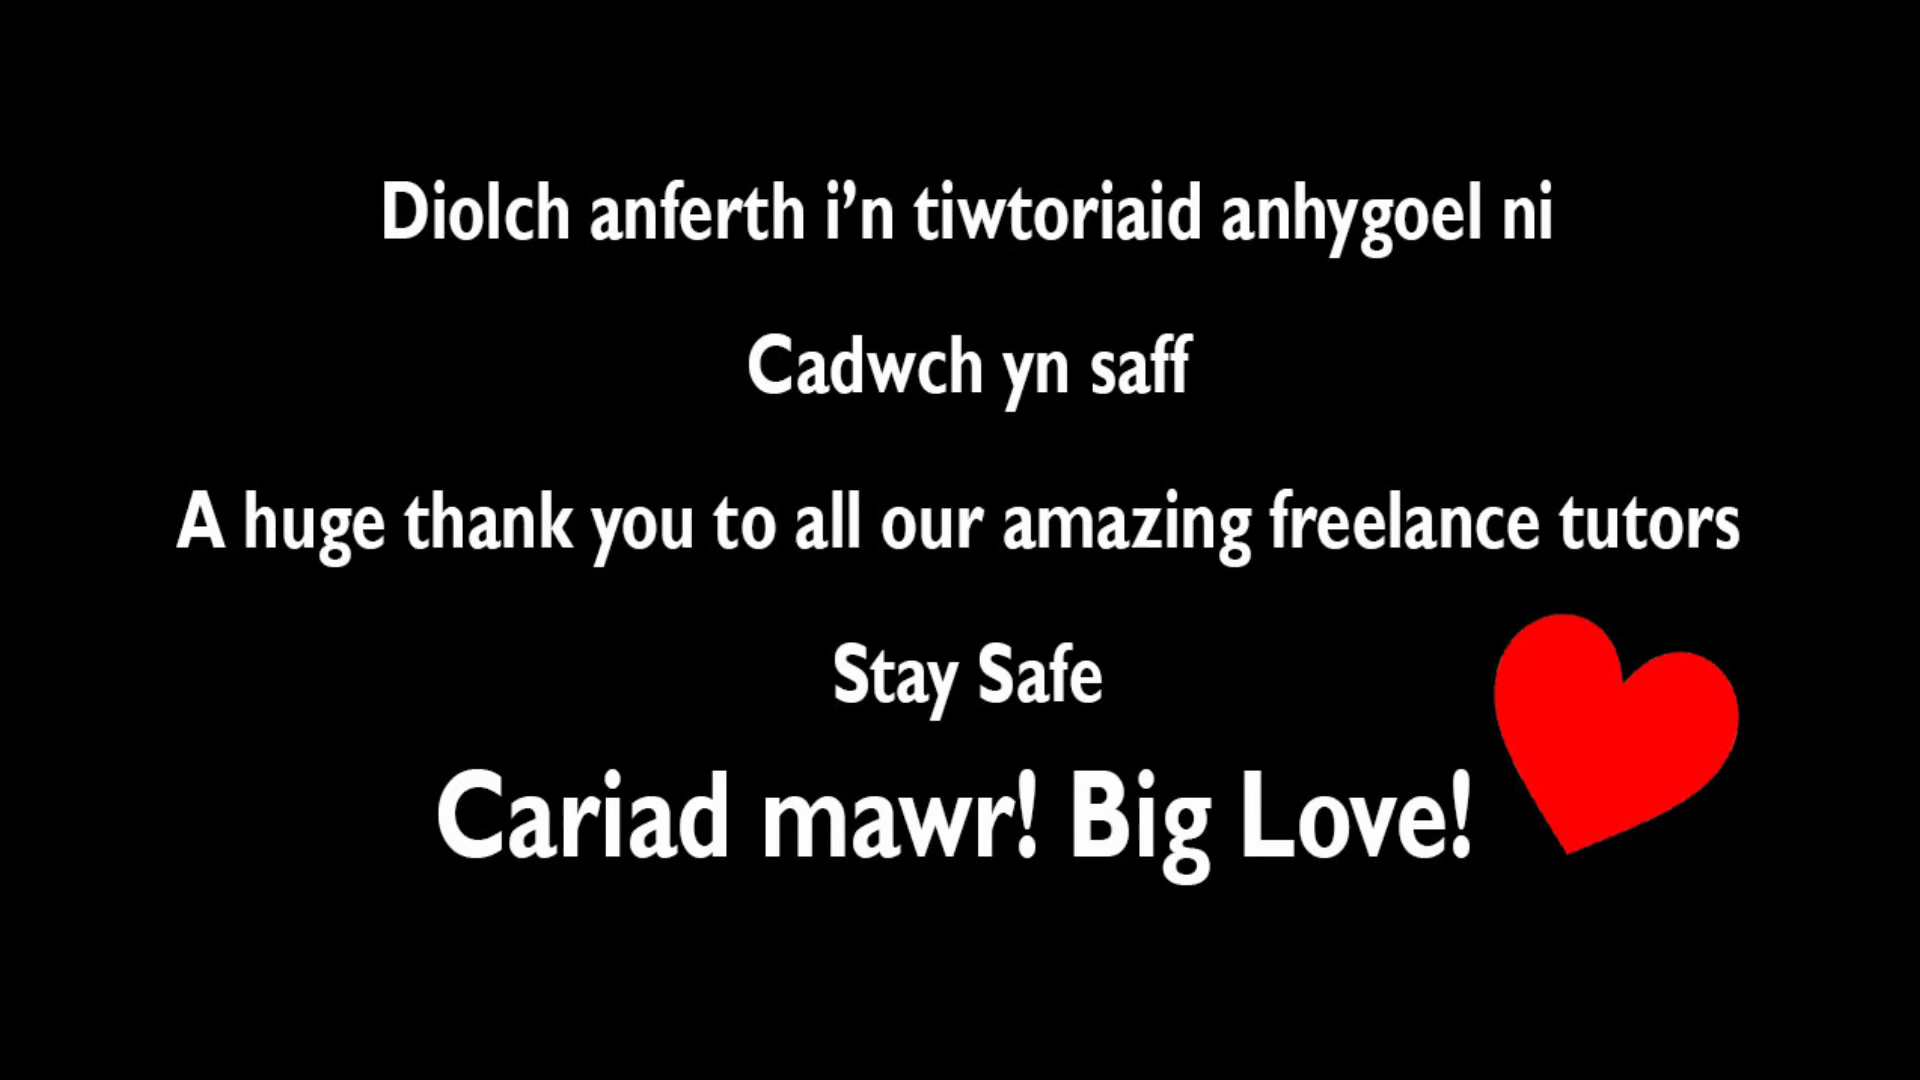 Diolch anferth i’n tiwtoriaid anhygoel ni
Cadwch yn saff
A huge thank you to all our amazing freelance tutors
Stay Safe
Cariad mawr! Big Love!